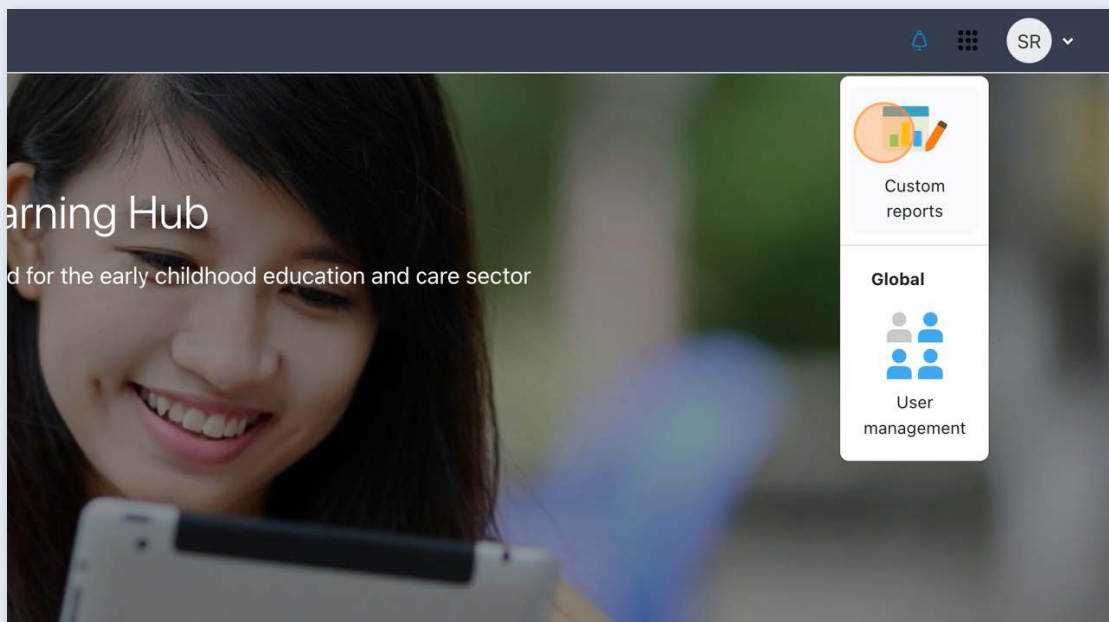 SR
arning Hub
d for the early childhood education and care sector
Custom
reports
Global
User
management